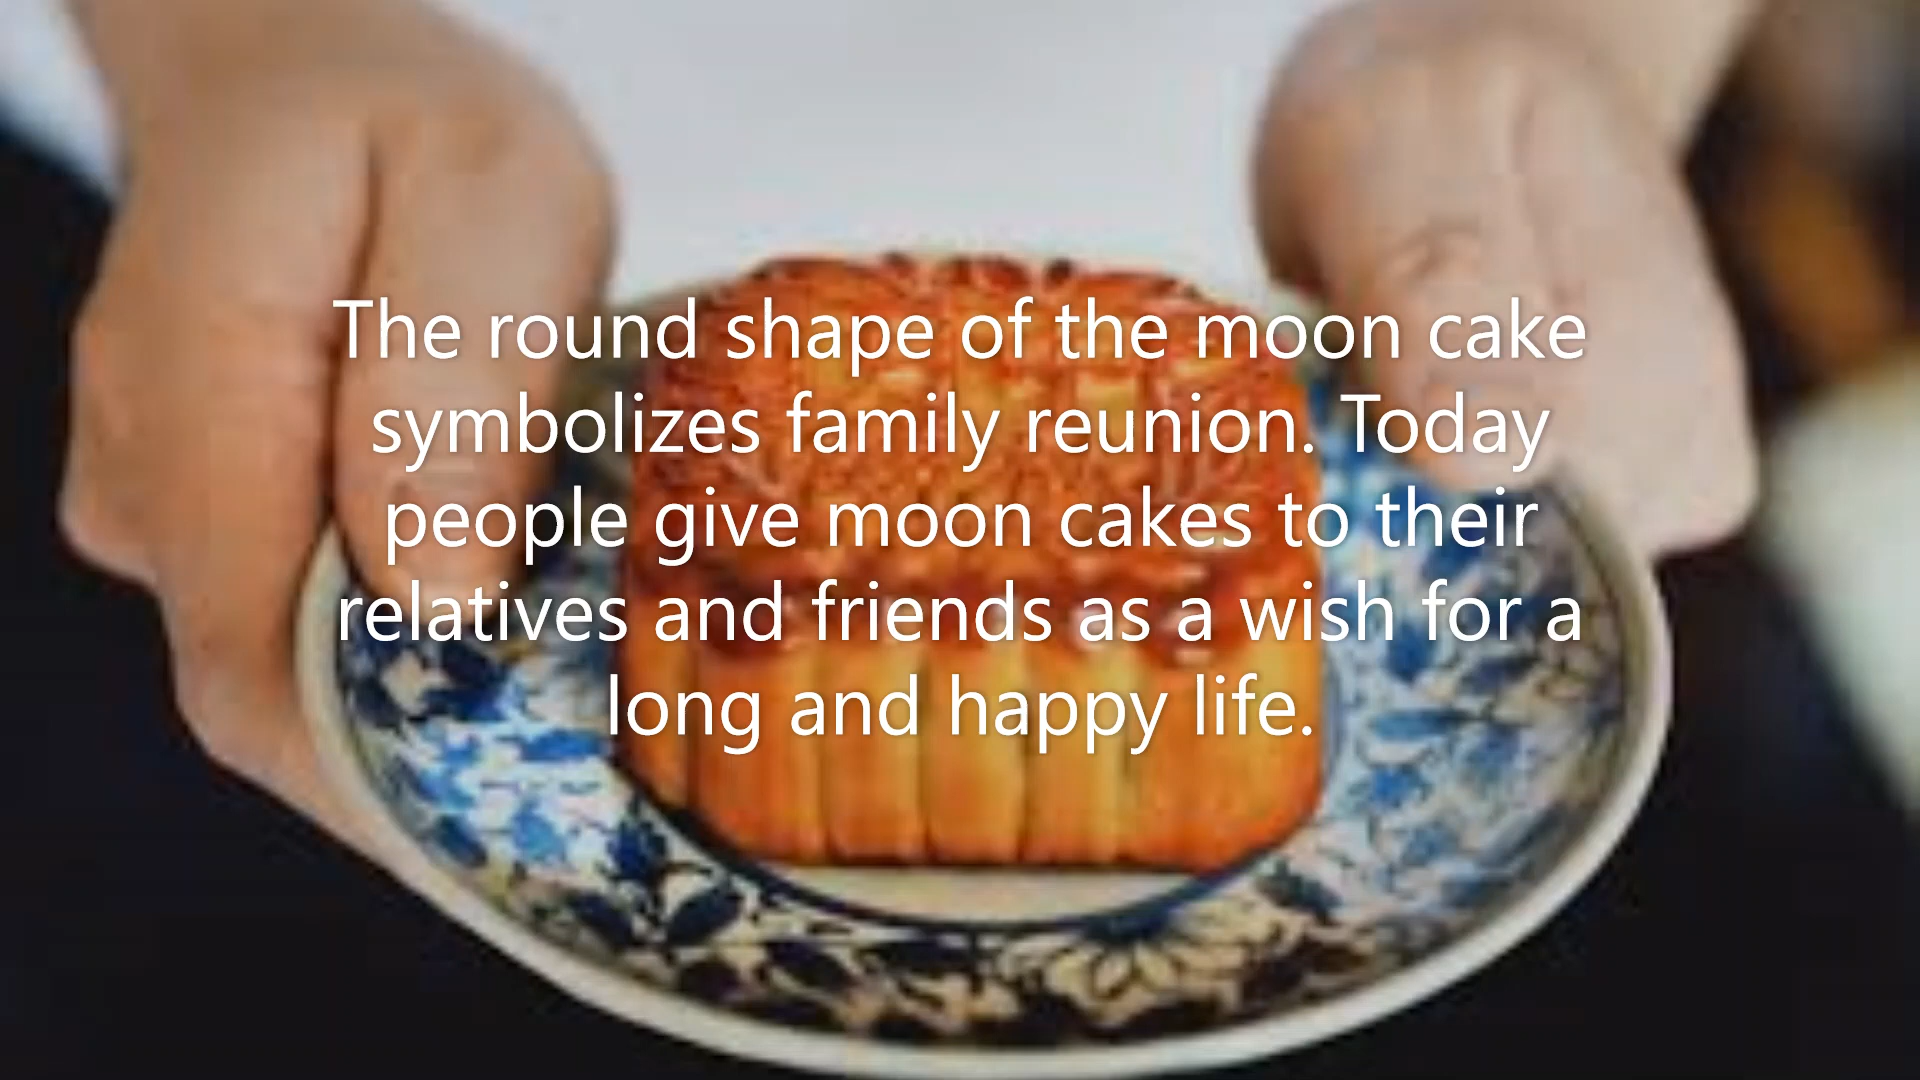 The round shape of the moon cake
symbolizes family reunion. Today
people give moon cakes to their
relatives and friends as a wish for a
long and happy life.